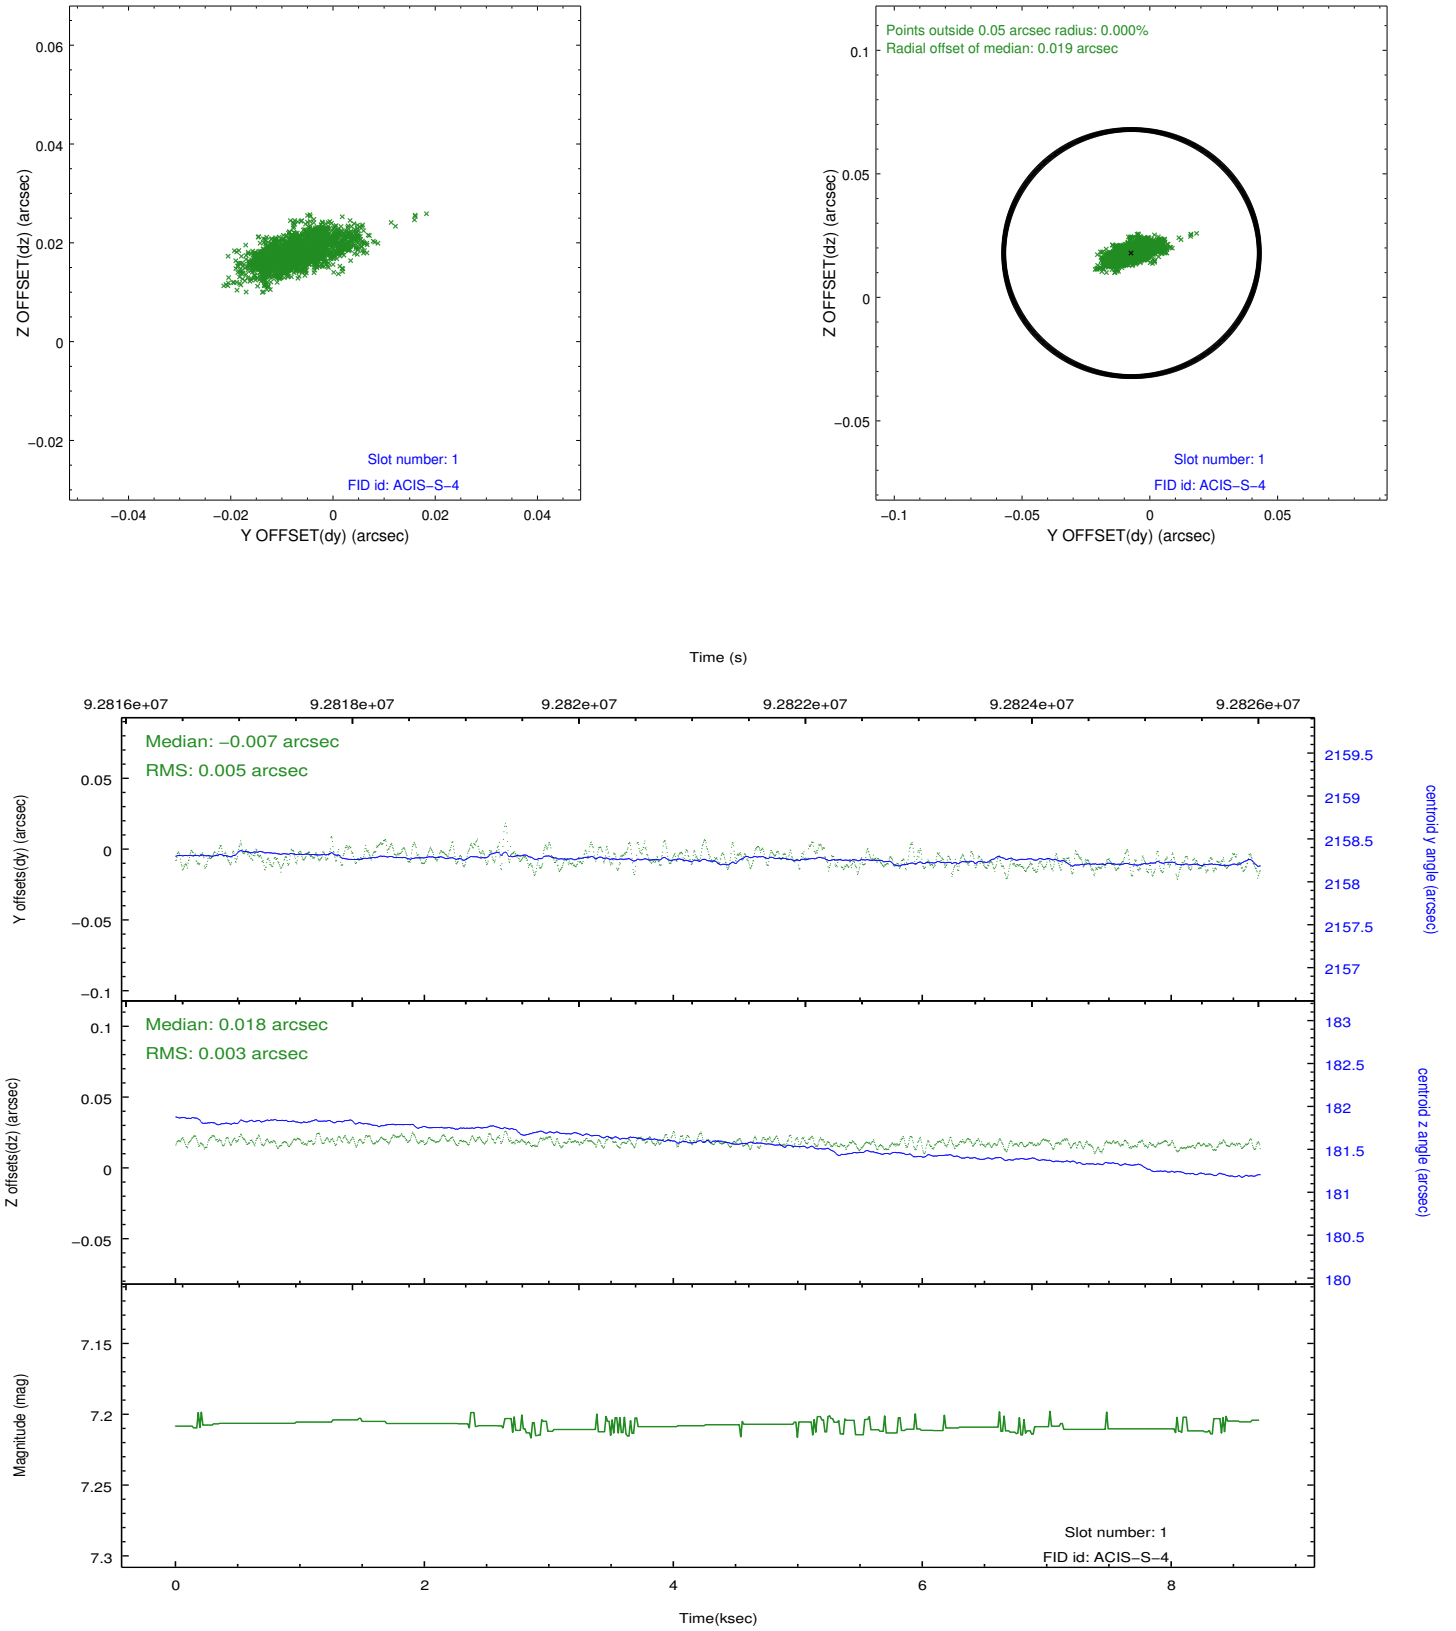 0.06
0.04
0.02
0
−0.02
Z OFFSET(dz) (arcsec)
Slot number: 1
FID id: ACIS−S−4
−0.04
−0.02
0
0.02
0.04
Y OFFSET(dy) (arcsec)
Points outside 0.05 arcsec radius: 0.000%
Radial offset of median: 0.019 arcsec
0.1
0.05
0
−0.05
Z OFFSET(dz) (arcsec)
Slot number: 1
FID id: ACIS−S−4
−0.1
−0.05
0
0.05
Y OFFSET(dy) (arcsec)
Time (s)
9.2816e+07
9.2818e+07
9.282e+07
9.2822e+07
9.2824e+07
9.2826e+07
Median: −0.007 arcsec
RMS: 0.005 arcsec
0.05
0
−0.05
−0.1
Y offsets(dy) (arcsec)
2159.5
2159
2158.5
2158
2157.5
2157
centroid y angle (arcsec)
Median: 0.018 arcsec
RMS: 0.003 arcsec
0.1
0.05
0
−0.05
Z offsets(dz) (arcsec)
183
182.5
182
181.5
181
180.5
180
centroid z angle (arcsec)
7.15
7.2
7.25
7.3
Magnitude (mag)
Slot number: 1
FID id: ACIS−S−4
0
2
4
6
8
Time(ksec)